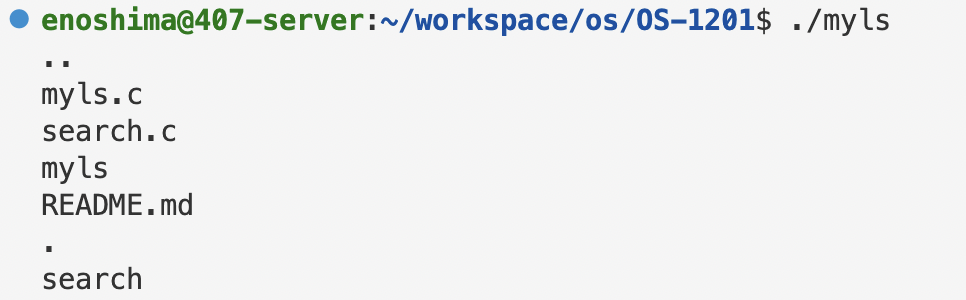 enoshima@407-server:~/workspace/os/OS-1201$ ./myls
..
myls.c
search.c
myls
README.md
.
search